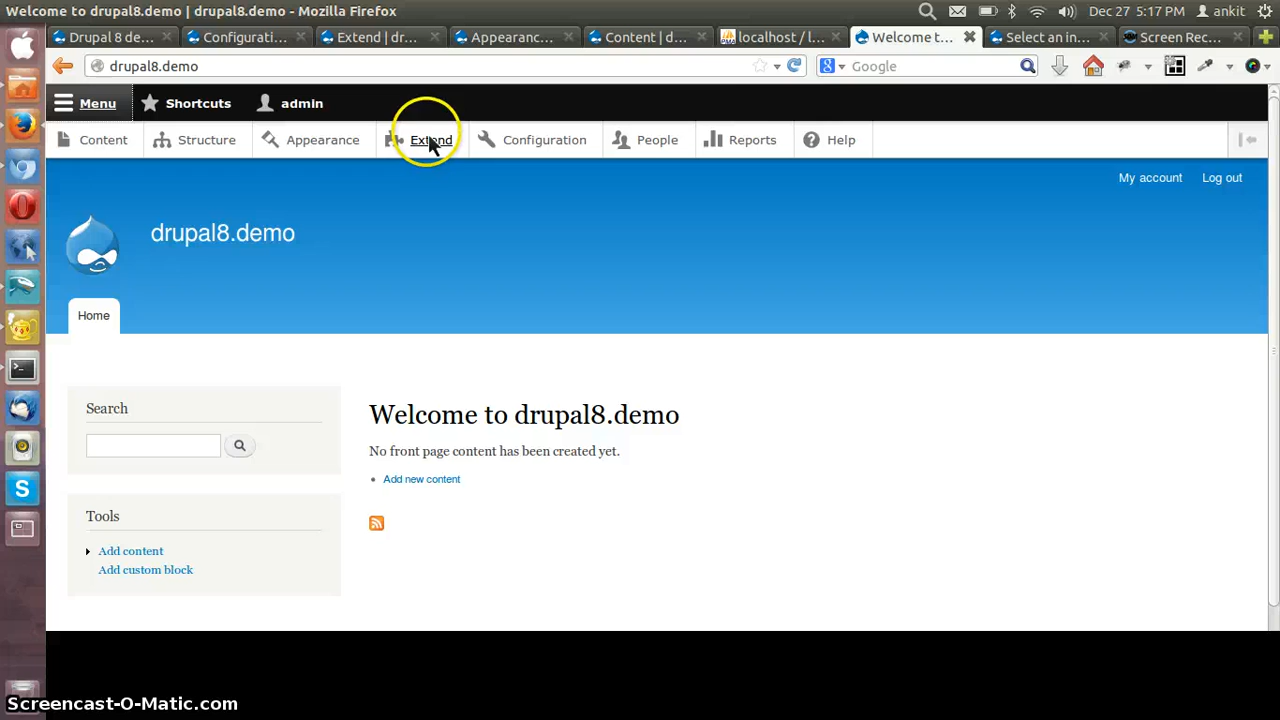 Welcome to drupal8.demo | drupal8.demo - Mozilla Firefox
Dec 27 5:17 PM ankit
Drupal 8 de...
Configurati...
Extend | dr...
Appearanc...
Content | d...
localhost / l...
Welcome t...
Select an in...
Screen Rec...
drupal8.demo
Google
Menu
Shortcuts
admin
Content
Structure
Appearance
Extend
Configuration
People
Reports
Help
My account
Log out
drupal8.demo
Home
Search
Welcome to drupal8.demo
No front page content has been created yet.
Add new content
Tools
Add content
Add custom block
Screencast-O-Matic.com